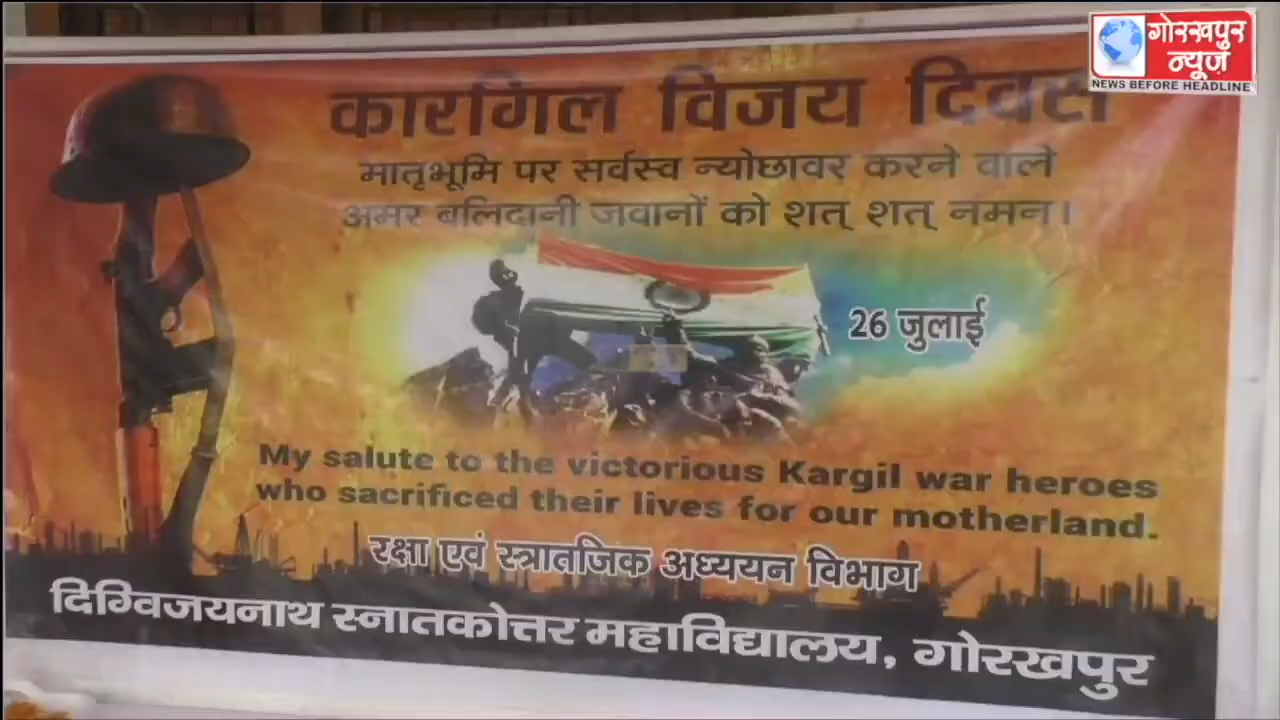 गोरखपुर
न्यूज़
NEWS BEFORE HEADLINE
कारगिल विजय दिवस
मातृभूमि पर सर्वस्व न्योछावर करने वाले
अमर बलिदानी जवानों को शत् शत् नमन।
26 जुलाई
My salute to the victorious Kargil war heroes
who sacrificed their lives for our motherland.
रक्षा एवं स्त्रातजिक अध्ययन विभाग
दिग्विजयनाथ स्नातकोत्तर महाविद्यालय, गोरखपुर